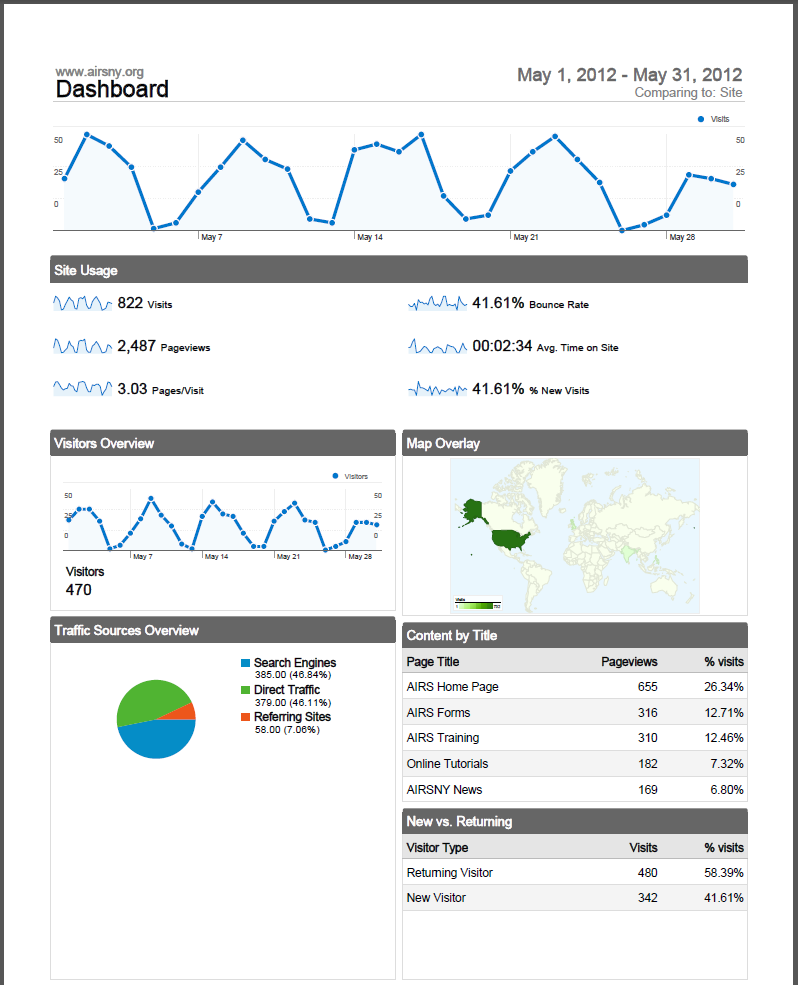 www.airsny.org
Dashboard
May 1, 2012 - May 31, 2012
Comparing to: Site
Visits
50
25
0
50
25
0
May 7
May 14
May 21
May 28
Site Usage
822 Visits
41.61% Bounce Rate
2,487 Pageviews
00:02:34 Avg. Time on Site
3.03 Pages/Visit
41.61% % New Visits
Visitors Overview
Visitors
50
25
0
50
25
0
May 7
May 14
May 21
May 28
Visitors
470
Map Overlay
Visits
Traffic Sources Overview
Search Engines
385.00 (46.84%)
Direct Traffic
379.00 (46.11%)
Referring Sites
58.00 (7.06%)
Content by Title
Page Title Pageviews % visits
AIRS Home Page 655 26.34%
AIRS Forms 316 12.71%
AIRS Training 310 12.46%
Online Tutorials 182 7.32%
AIRSNY News 169 6.80%
New vs. Returning
Visitor Type Visits % visits
Returning Visitor 480 58.39%
New Visitor 342 41.61%